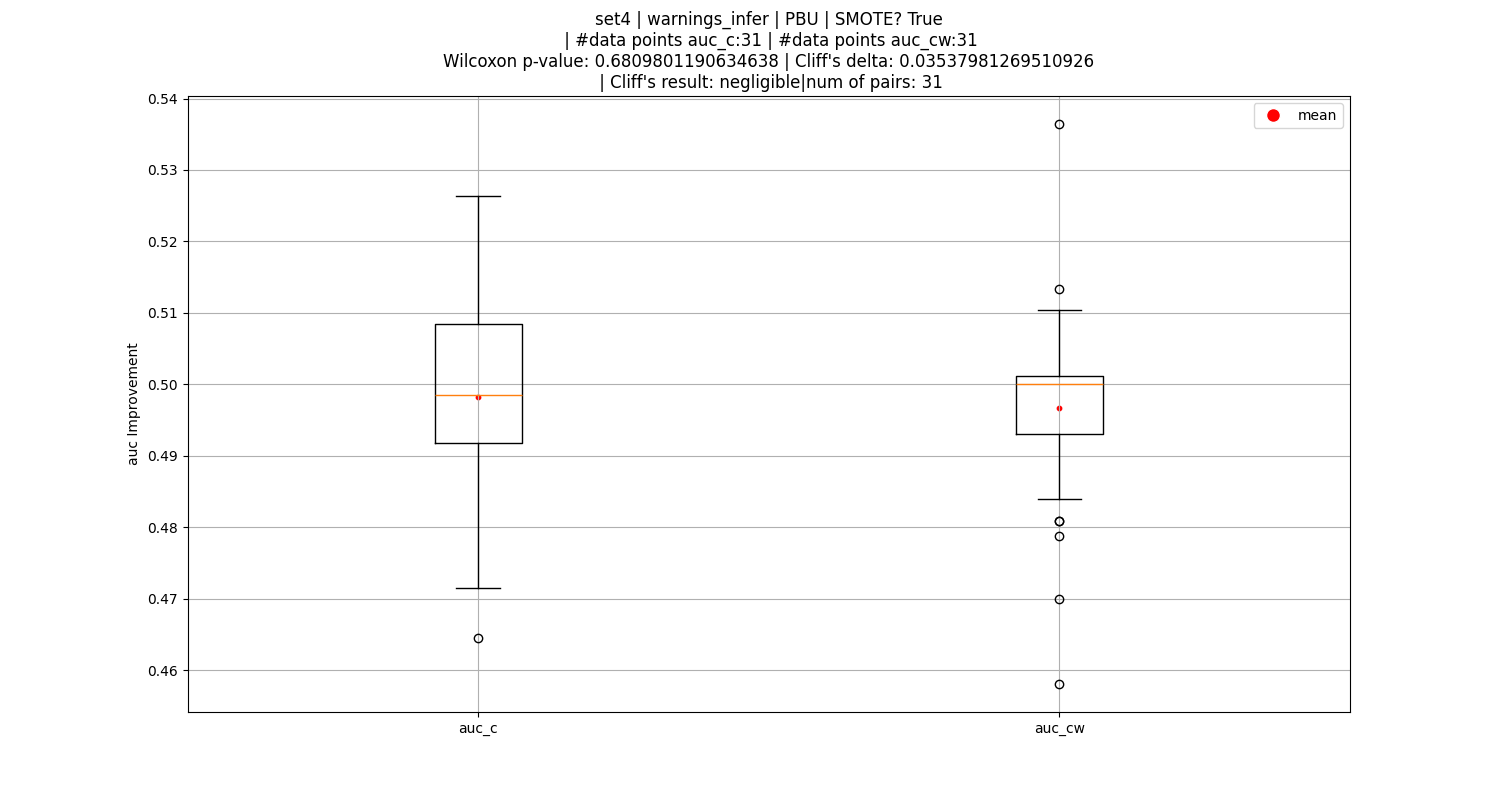 set4 | warnings_infer | PBU | SMOTE? True
| #data points auc_c:31 | #data points auc_cw:31
Wilcoxon p-value: 0.6809801190634638 | Cliff's delta: 0.03537981269510926
| Cliff's result: negligible|num of pairs: 31
mean
auc Improvement
0.54
0.53
0.52
0.51
0.50
0.49
0.48
0.47
0.46
auc_c
auc_cw